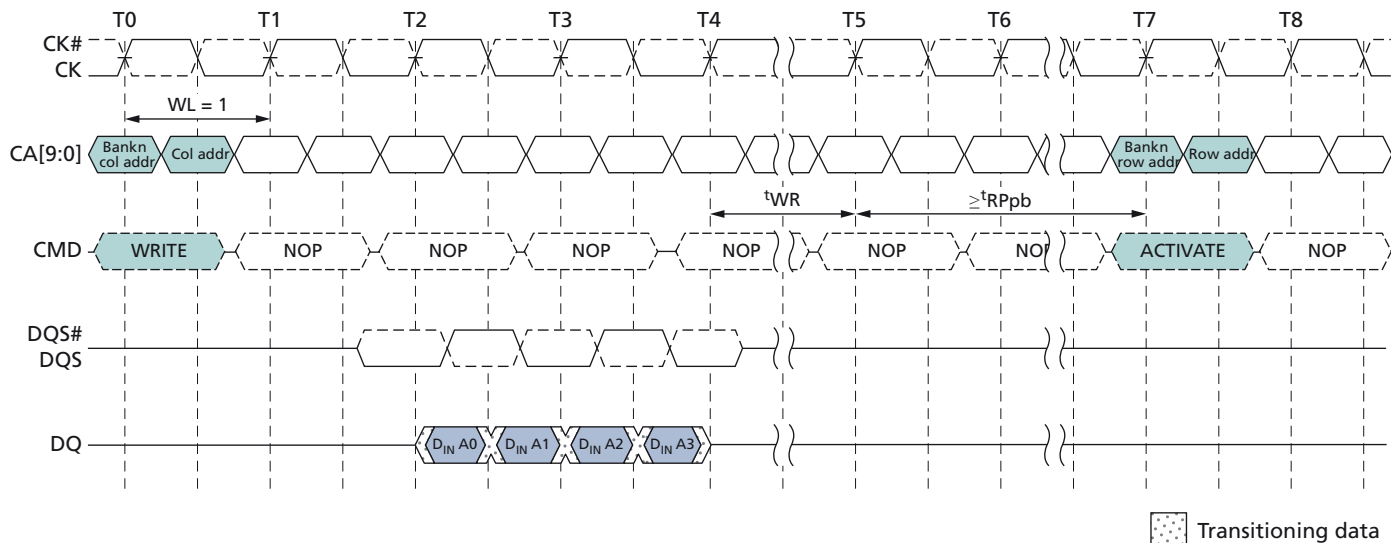 T0 T1 T2 T3 T4 T5 T6 T7 T8
CK#
CK
WL = 1
CA[9:0]
Bankn
col addr
Col addr
Bankn
row addr
Row addr
tWR
≥tRPpb
CMD
WRITE NOP NOP NOP NOP NOP NOP ACTIVATE NOP
DQS#
DQS
DQ
DIN A0 DIN A1 DIN A2 DIN A3
Transitioning data